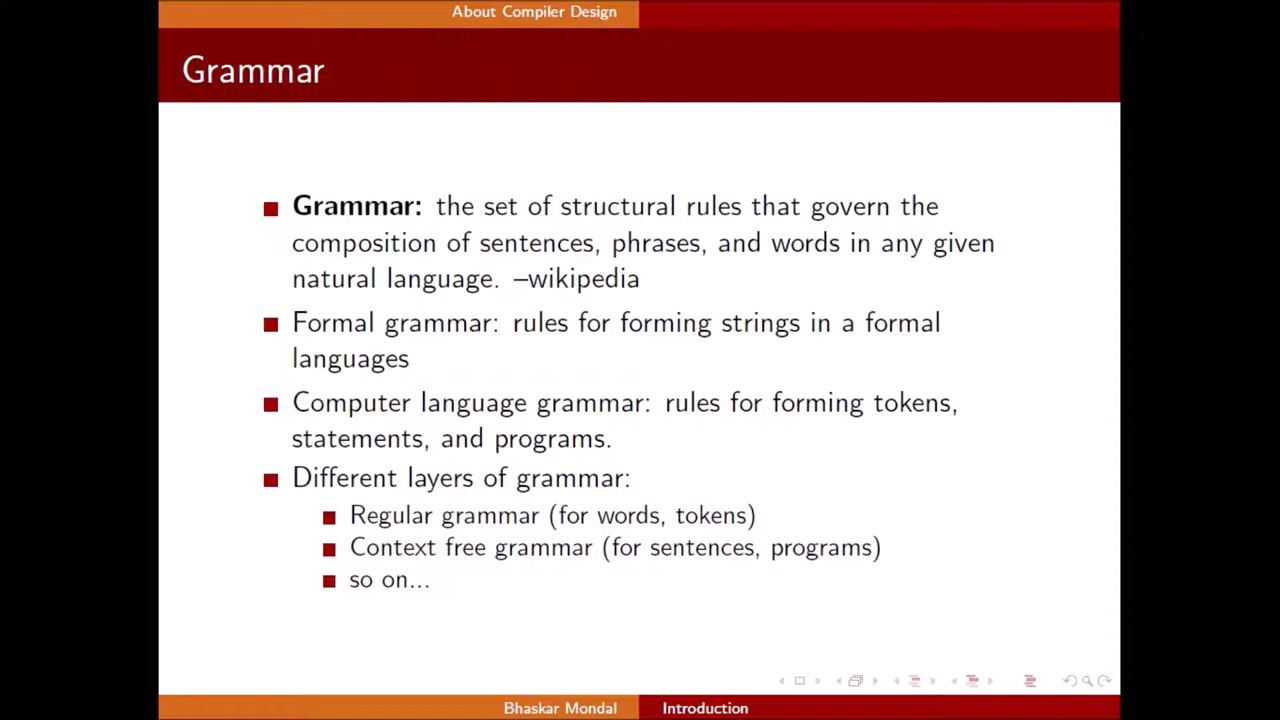 About Compiler Design
Grammar
Grammar: the set of structural rules that govern the
composition of sentences, phrases, and words in any given
natural language. –wikipedia
Formal grammar: rules for forming strings in a formal
languages
Computer language grammar: rules for forming tokens,
statements, and programs.
Different layers of grammar:
Regular grammar (for words, tokens)
Context free grammar (for sentences, programs)
so on...
Bhaskar Mondal
Introduction